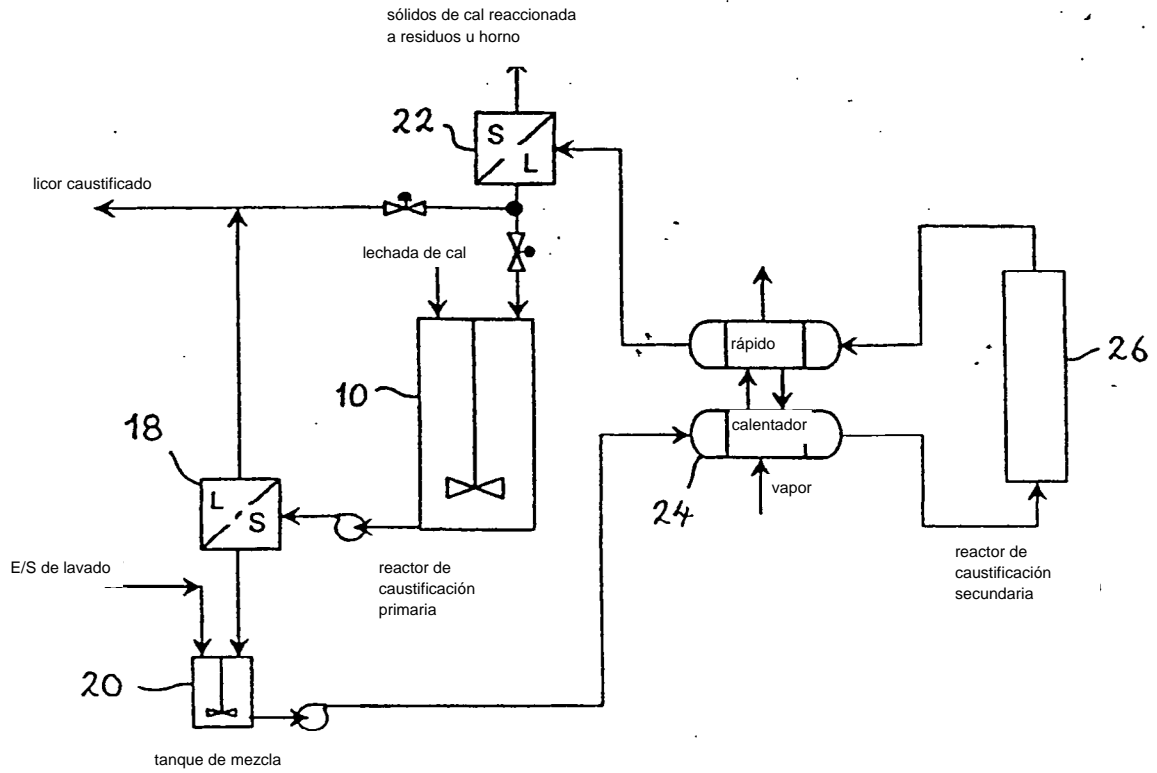 sólidos de cal reaccionada
a residuos u horno
22
S
L
licor caustificado
lechada de cal
rápido
26
10
calentador
18
24
vapor
L
S
E/S de lavado
reactor de
caustificación
primaria
reactor de
caustificación
secundaria
20
tanque de mezcla